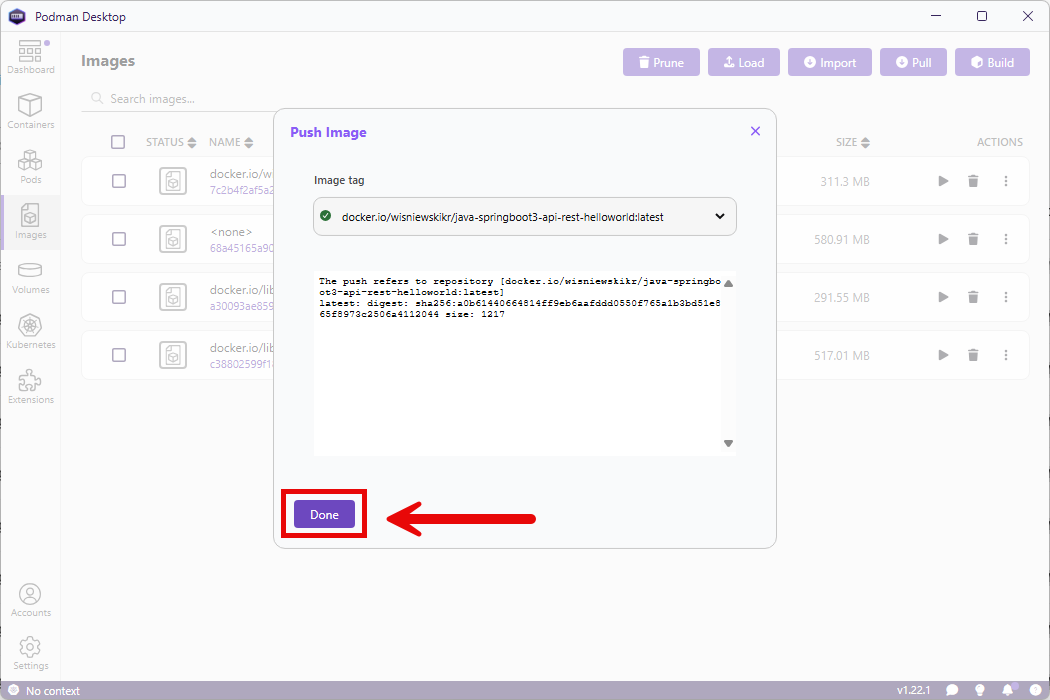 Podman Desktop
Dashboard
Containers
Pods
Images
Volumes
Kubernetes
Extensions
Accounts
Settings
Images
Prune
Load
Import
Pull
Build
Search images...
STATUS
NAME
SIZE
ACTIONS
docker.io/w
7c2b4f2af5a2
311.3 MB
<none>
68a45165a90
580.91 MB
docker.io/lib
a30093ae859
291.55 MB
docker.io/lib
c38802599f1
517.01 MB
Push Image
Image tag
docker.io/wisniewskikr/java-springboot3-api-rest-helloworld:latest
The push refers to repository [docker.io/wisniewskikr/java-springbo
ot3-api-rest-helloworld:latest]
latest: digest: sha256:a0b61440664814ff9eb6aafddd0550f765a1b3bd51e8
65f8973c2506a4112044 size: 1217
Done
No context
v1.22.1